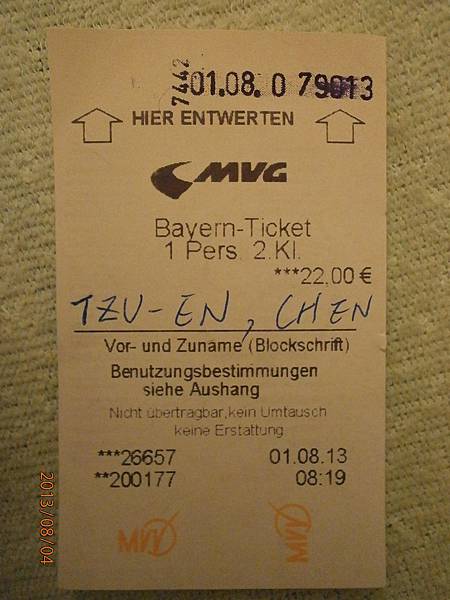 7442
01.08. 0 79013
HIER ENTWERTEN
MVG
Bayern-Ticket
1 Pers. 2.Kl.
***22,00 €
TZU-EN, CHEN
Vor- und Zuname (Blockschrift)
Benutzungsbestimmungen
siehe Aushang
Nicht übertragbar,kein Umtausch
keine Erstattung
***26657 01.08.13
**200177 08:19
MVV MVV
2013/08/04